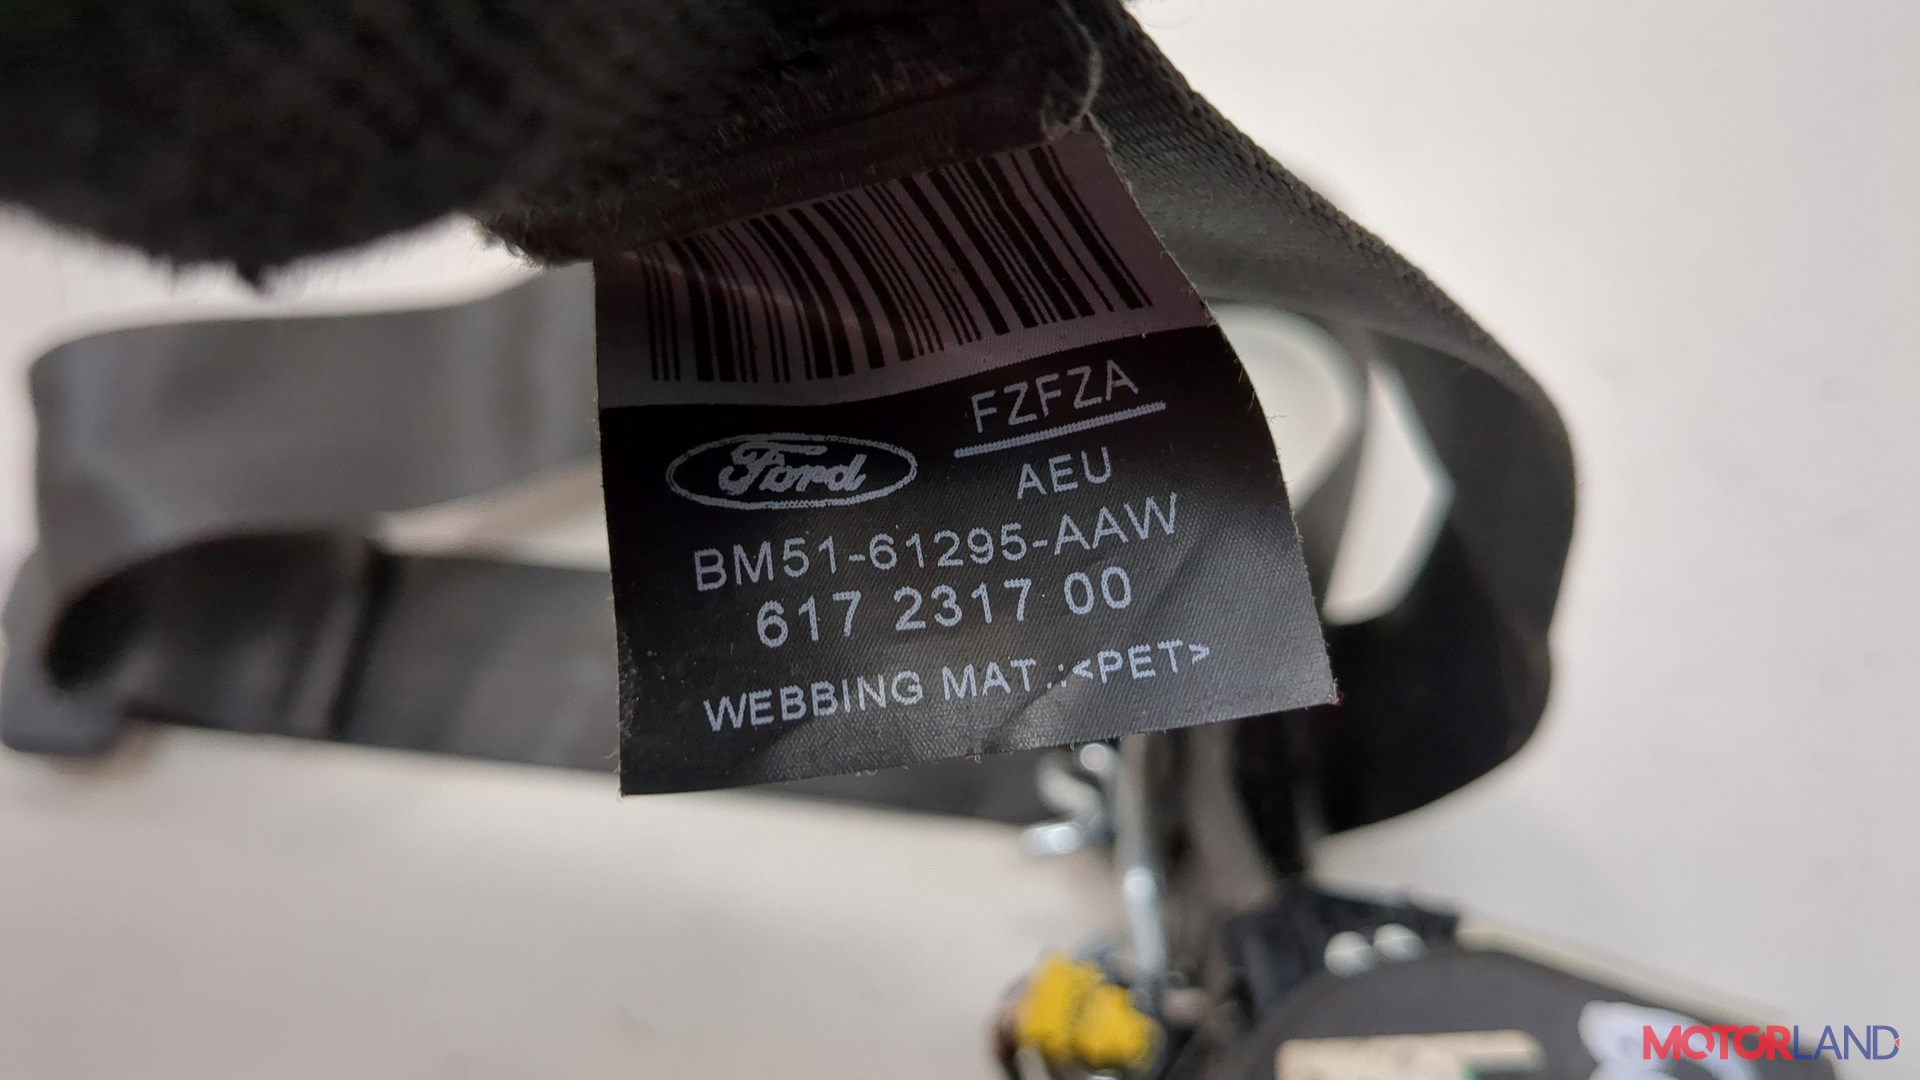 FZFZA
Ford
AEU
BM51-61295-AAW
617 2317 00
WEBBING MAT.:<PET>
MOTORLAND